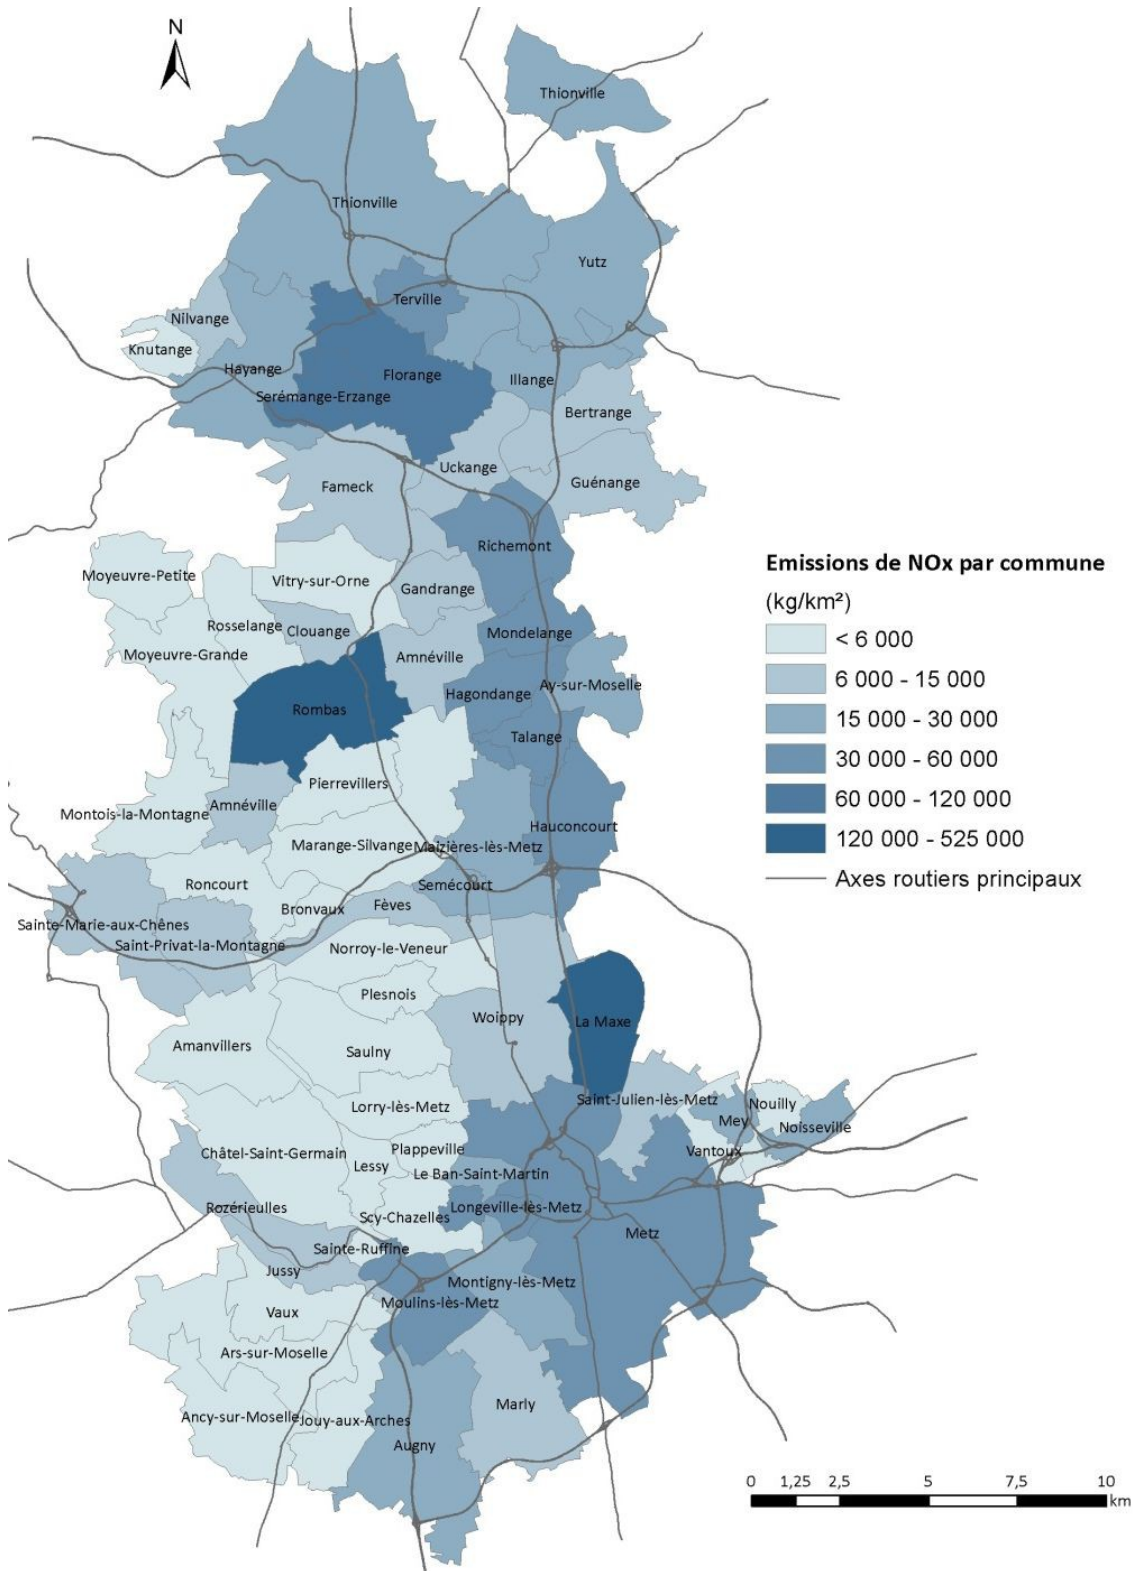 N
Thionville
Thionville
Yutz
Terville
Nilvange
Knutange
Hayange
Florange
Illange
Serémange-Erzange
Bertrange
Uckange
Fameck
Guénange
Richemont
Moyeuvre-Petite
Vitry-sur-Orne
Gandrange
Rosselange
Clouange
Mondelange
Moyeuvre-Grande
Amnéville
Hagondange
Ay-sur-Moselle
Rombas
Talange
Pierrevillers
Montois-la-Montagne
Amnéville
Hauconcourt
Marange-Silvange
Maizières-lès-Metz
Roncourt
Semécourt
Bronvaux
Fèves
Sainte-Marie-aux-Chênes
Saint-Privat-la-Montagne
Norroy-le-Veneur
Plesnois
Woippy
La Maxe
Amanvillers
Saulny
Saint-Julien-lès-Metz
Nouilly
Lorry-lès-Metz
Mey
Noisseville
Châtel-Saint-Germain
Plappeville
Vantoux
Lessy
Le Ban-Saint-Martin
Rozérieulles
Longeville-lès-Metz
Scy-Chazelles
Metz
Sainte-Ruffine
Jussy
Montigny-lès-Metz
Moulins-lès-Metz
Vaux
Ars-sur-Moselle
Marly
Ancy-sur-Moselle
Jouy-aux-Arches
Augny
Emissions de NOx par commune
(kg/km²)
< 6 000
6 000 - 15 000
15 000 - 30 000
30 000 - 60 000
60 000 - 120 000
120 000 - 525 000
Axes routiers principaux
0 1,25 2,5 5 7,5 10
km